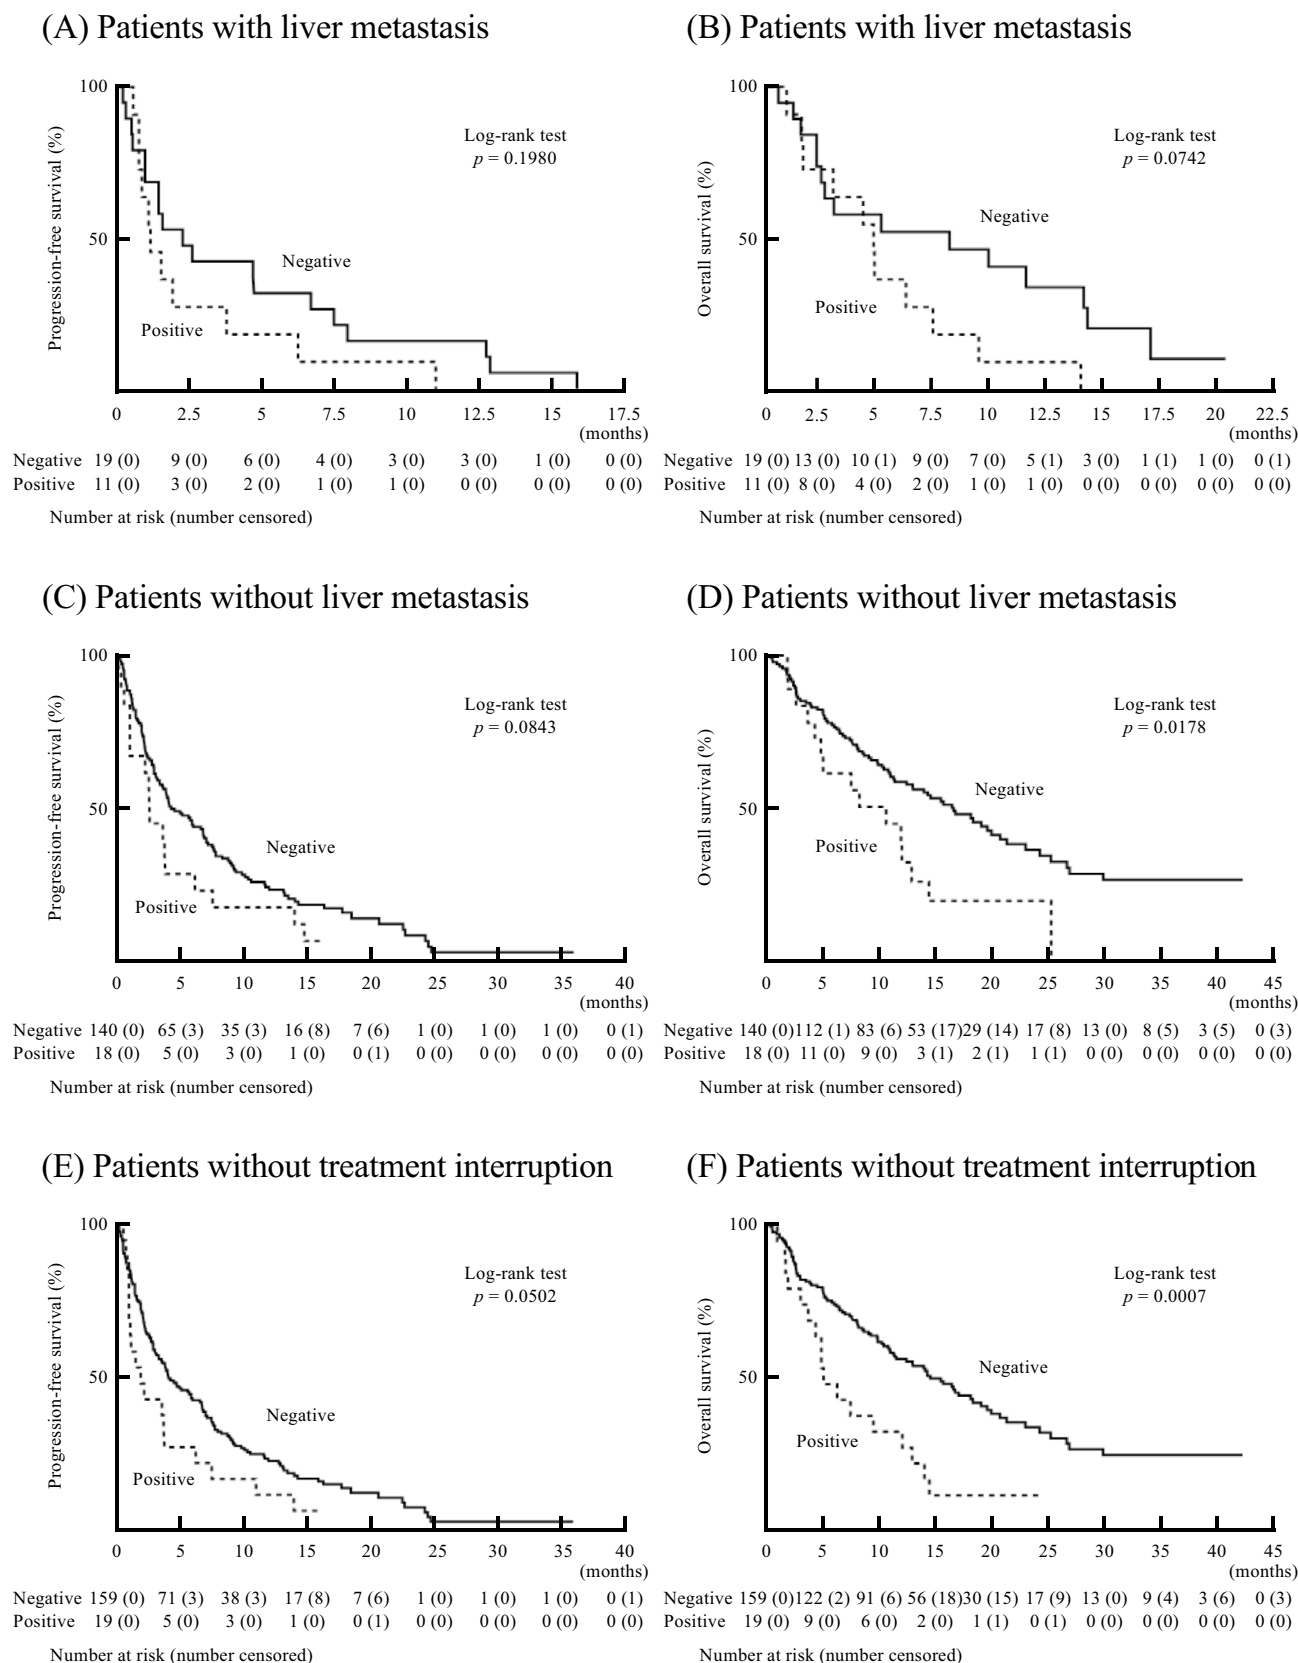 (A) Patients with liver metastasis
100
50
Progression-free survival (%)
Log-rank test
p = 0.1980
Negative
Positive
0 2.5 5 7.5 10 12.5 15 17.5
(months)
Negative 19 (0) 9 (0) 6 (0) 4 (0) 3 (0) 3 (0) 1 (0) 0 (0)
Positive 11 (0) 3 (0) 2 (0) 1 (0) 1 (0) 0 (0) 0 (0) 0 (0)
Number at risk (number censored)
(B) Patients with liver metastasis
100
50
Overall survival (%)
Log-rank test
p = 0.0742
Negative
Positive
0 2.5 5 7.5 10 12.5 15 17.5 20 22.5
(months)
Negative 19 (0) 13 (0) 10 (1) 9 (0) 7 (0) 5 (1) 3 (0) 1 (1) 1 (0) 0 (1)
Positive 11 (0) 8 (0) 4 (0) 2 (0) 1 (0) 1 (0) 0 (0) 0 (0) 0 (0) 0 (0)
Number at risk (number censored)
(C) Patients without liver metastasis
100
50
Progression-free survival (%)
Log-rank test
p = 0.0843
Negative
Positive
0 5 10 15 20 25 30 35 40
(months)
Negative 140 (0) 65 (3) 35 (3) 16 (8) 7 (6) 1 (0) 1 (0) 1 (0) 0 (1)
Positive 18 (0) 5 (0) 3 (0) 1 (0) 0 (1) 0 (0) 0 (0) 0 (0) 0 (0)
Number at risk (number censored)
(D) Patients without liver metastasis
100
50
Overall survival (%)
Log-rank test
p = 0.0178
Negative
Positive
0 5 10 15 20 25 30 35 40 45
(months)
Negative 140 (0) 112 (1) 83 (6) 53 (17) 29 (14) 17 (8) 13 (0) 8 (5) 3 (5) 0 (3)
Positive 18 (0) 11 (0) 9 (0) 3 (1) 2 (1) 1 (1) 0 (0) 0 (0) 0 (0) 0 (0)
Number at risk (number censored)
(E) Patients without treatment interruption
100
50
Progression-free survival (%)
Log-rank test
p = 0.0502
Negative
Positive
0 5 10 15 20 25 30 35 40
(months)
Negative 159 (0) 71 (3) 38 (3) 17 (8) 7 (6) 1 (0) 1 (0) 1 (0) 0 (1)
Positive 19 (0) 5 (0) 3 (0) 1 (0) 0 (1) 0 (0) 0 (0) 0 (0) 0 (0)
Number at risk (number censored)
(F) Patients without treatment interruption
100
50
Overall survival (%)
Log-rank test
p = 0.0007
Negative
Positive
0 5 10 15 20 25 30 35 40 45
(months)
Negative 159 (0) 122 (2) 91 (6) 56 (18) 30 (15) 17 (9) 13 (0) 9 (4) 3 (6) 0 (3)
Positive 19 (0) 9 (0) 6 (0) 2 (0) 1 (1) 0 (1) 0 (0) 0 (0) 0 (0) 0 (0)
Number at risk (number censored)